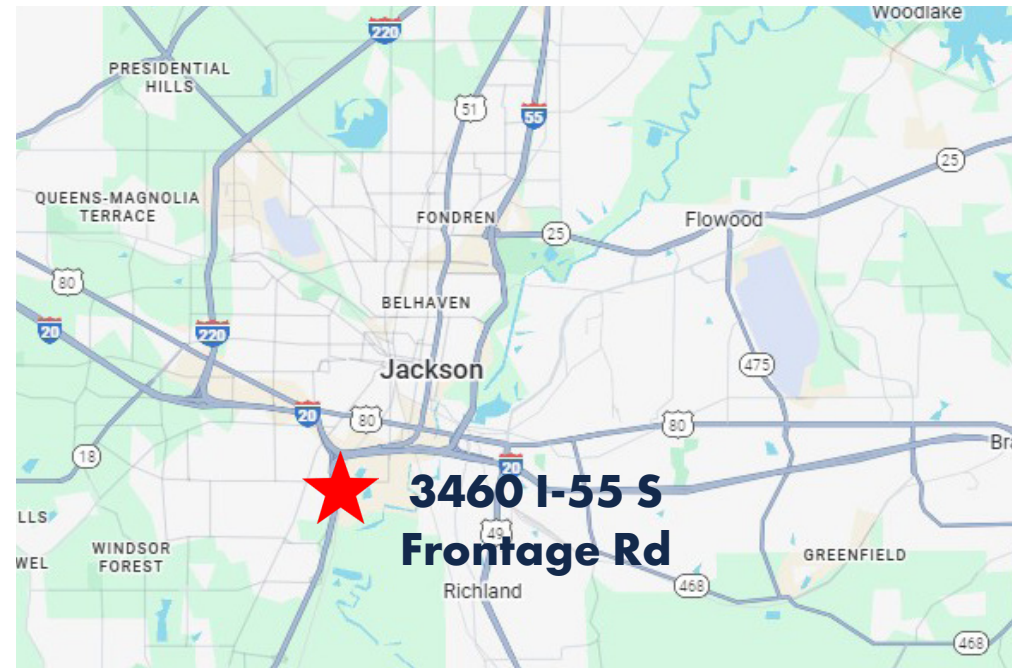 Woodlake
220
PRESIDENTIAL
HILLS
51
55
25
QUEENS-MAGNOLIA
TERRACE
FONDREN
25
Flowood
80
BELHAVEN
20
220
Jackson
475
20
80
80
18
20
3460 I-55 S
Frontage Rd
49
LLS
WINDSOR
FOREST
WEL
GREENFIELD
Richland
468
468
Bra